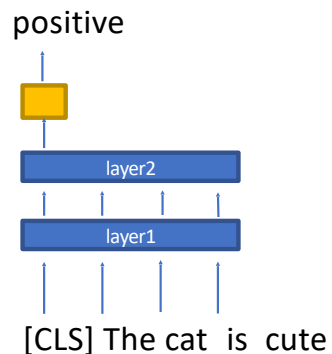 positive
layer2
layer1
[CLS] The cat is cute